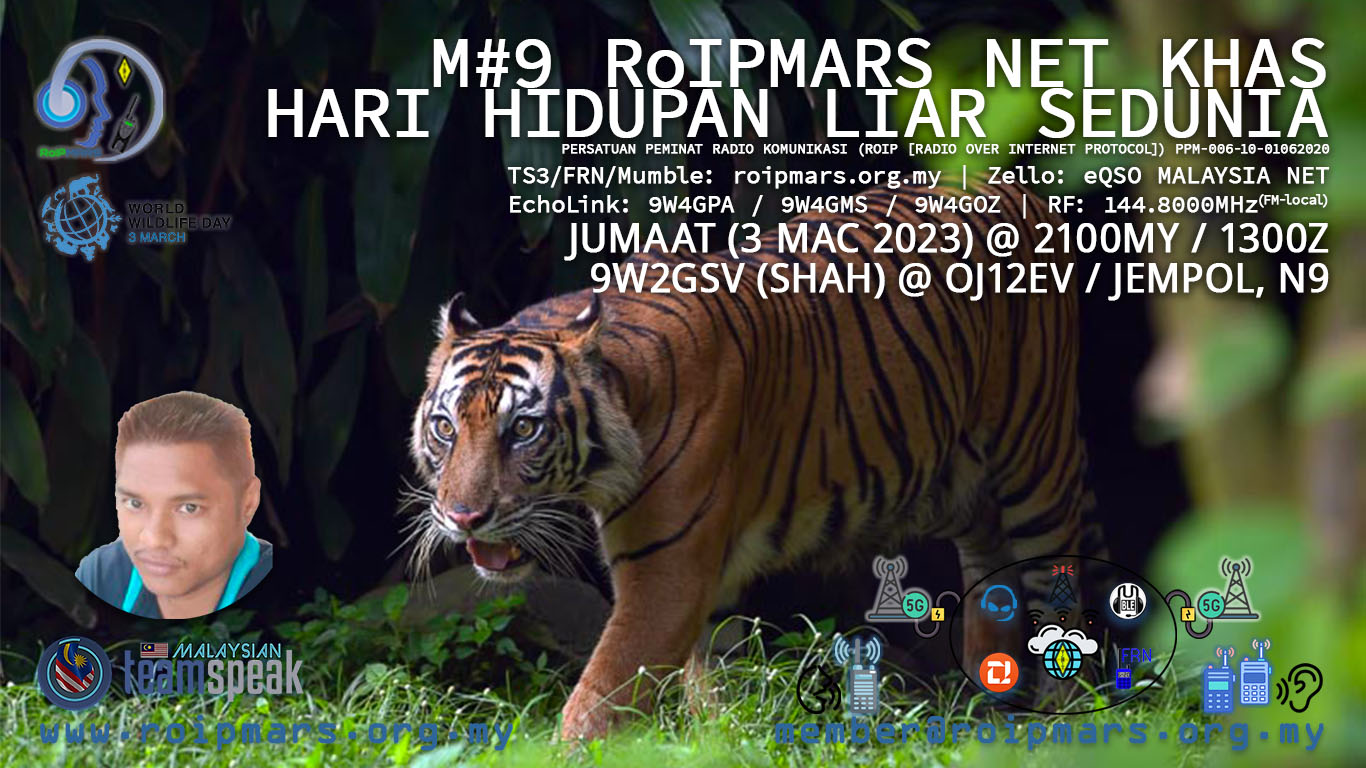 M#9 RoIPMARS NET KHAS
HARI HIDUPAN LIAR SEDUNIA
PERSATUAN PEMINAT RADIO KOMUNIKASI (ROIP [RADIO OVER INTERNET PROTOCOL]) PPM-006-10-01062020
TS3/FRN/Mumble: roipmars.org.my | Zello: eQSO MALAYSIA NET
EchoLink: 9W4GPA / 9W4GMS / 9W4GOZ | RF: 144.8000MHz(FM-local)
JUMAAT (3 MAC 2023) @ 2100MY / 1300Z
9W2GSV (SHAH) @ OJ12EV / JEMPOL, N9
WORLD
WILDLIFE DAY
3 MARCH
5G
5G
BLE
FRN
MALAYSIAN
teamspeak
www.roipmars.org.my
member@roipmars.org.my